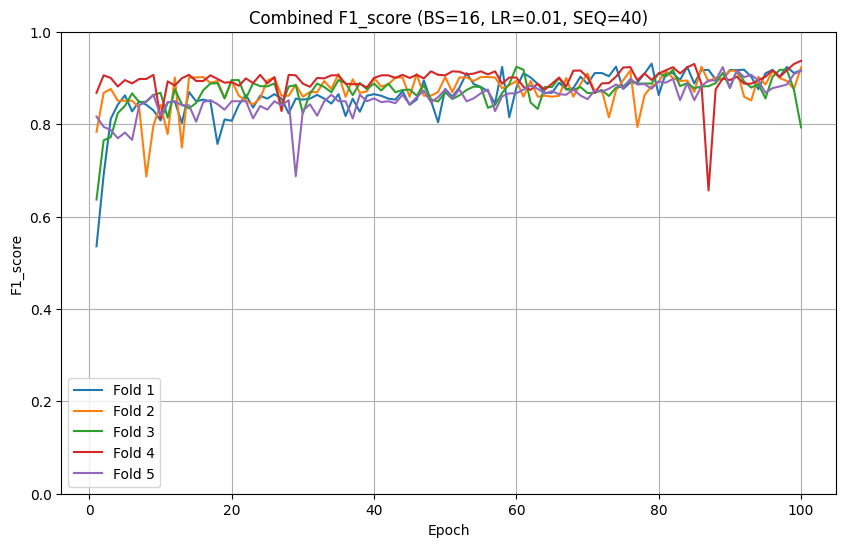 Combined F1_score (BS=16, LR=0.01, SEQ=40)
1.0
0.8
0.6
0.4
0.2
0.0
F1_score
Fold 1
Fold 2
Fold 3
Fold 4
Fold 5
0 20 40 60 80 100
Epoch